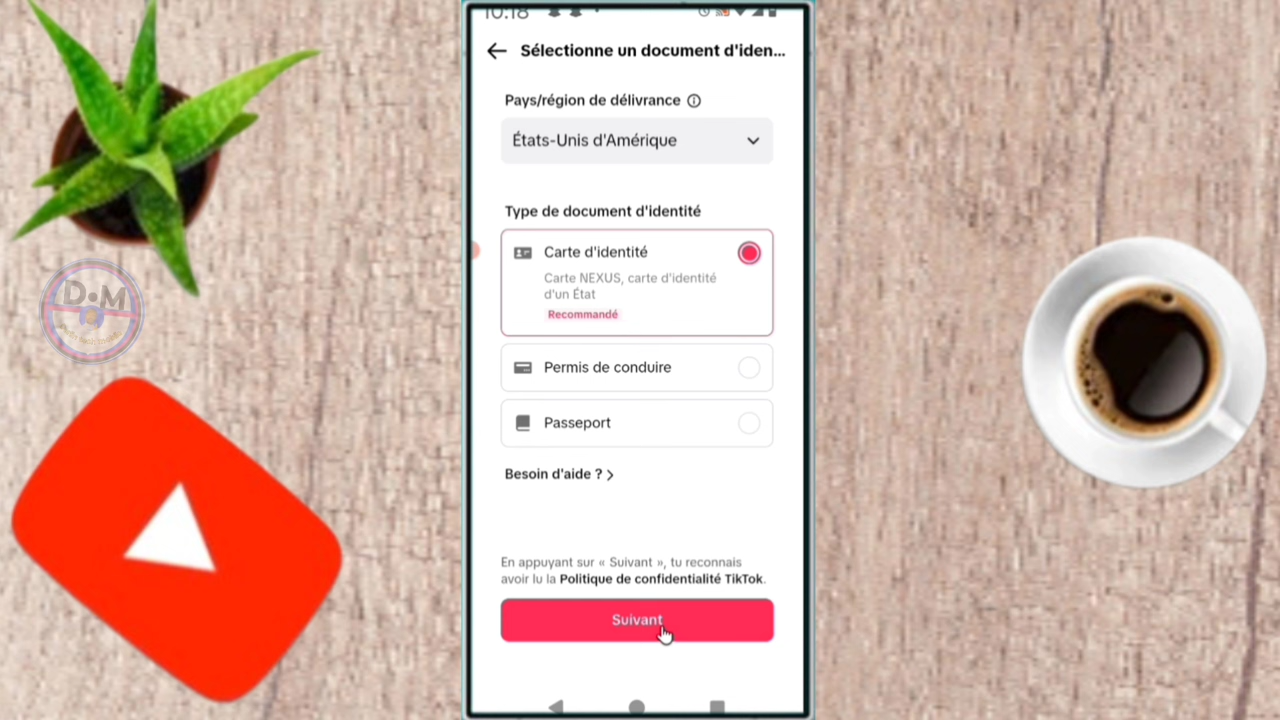 10:18
Sélectionne un document d'iden...
Pays/région de délivrance
États-Unis d'Amérique
Type de document d'identité
Carte d'identité
Carte NEXUS, carte d'identité
d'un État
Recommandé
Permis de conduire
Passeport
Besoin d'aide ? >
En appuyant sur « Suivant », tu reconnais
avoir lu la Politique de confidentialité TikTok.
Suivant
D•M